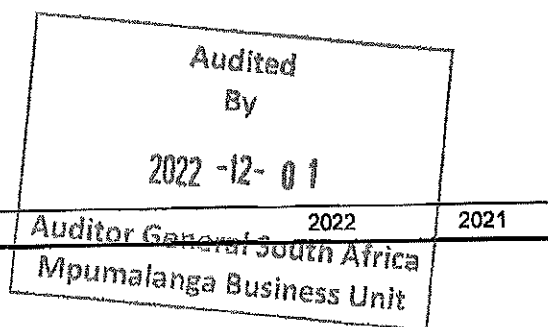 Audited
By
2022 -12- 01
2022 2021
Auditor General South Africa
Mpumalanga Business Unit